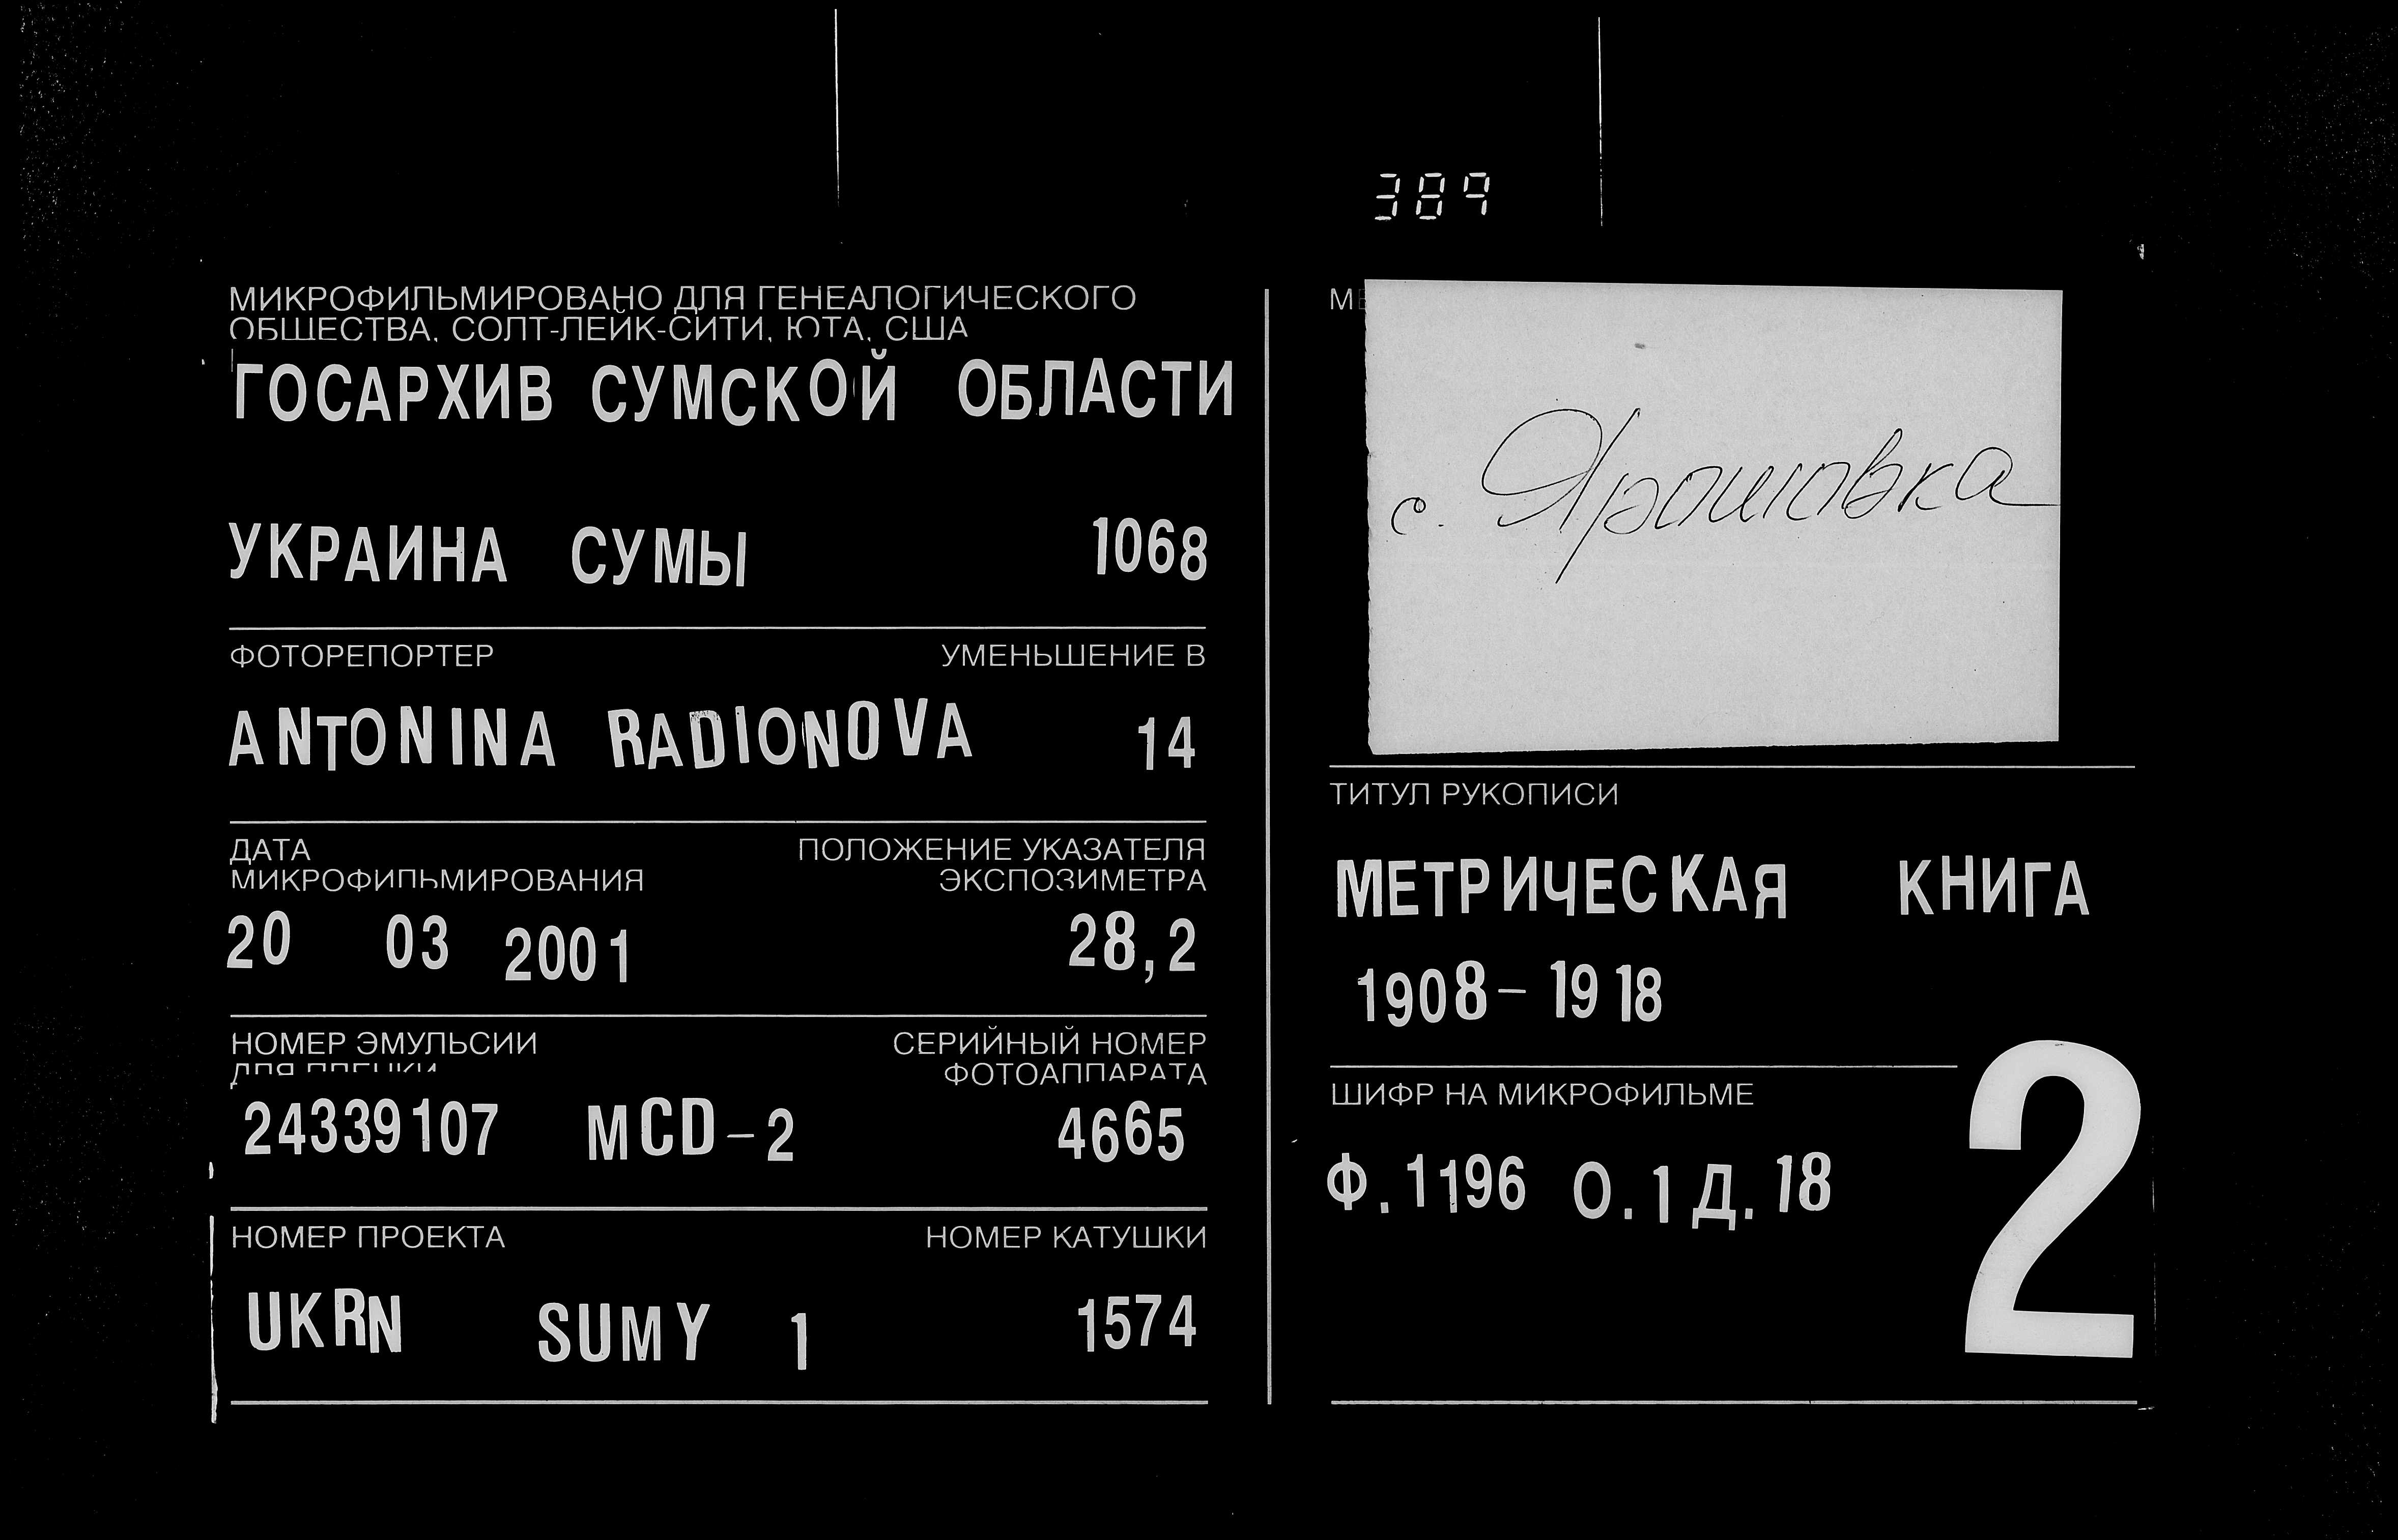 389
МИКРОФИЛЬМИРОВАНО ДЛЯ ГЕНЕАЛОГИЧЕСКОГО
ОБЩЕСТВА, СОЛТ-ЛЕЙК-СИТИ, ЮТА, США
ГОСАРХИВ СУМСКОЙ ОБЛАСТИ
УКРАИНА СУМЫ 1068
ФОТОРЕПОРТЕР УМЕНЬШЕНИЕ В
ANTONINA RADIONOVA 14
ДАТА ПОЛОЖЕНИЕ УКАЗАТЕЛЯ
МИКРОФИЛЬМИРОВАНИЯ ЭКСПОЗИМЕТРА
20 03 2001 28,2
НОМЕР ЭМУЛЬСИИ СЕРИЙНЫЙ НОМЕР
ДЛЯ ПЛЕНКИ ФОТОАППАРАТА
24339107 MCD-2 4665
НОМЕР ПРОЕКТА НОМЕР КАТУШКИ
UKRN SUMY 1 1574
с. Ярошовка
ТИТУЛ РУКОПИСИ
МЕТРИЧЕСКАЯ КНИГА
1908-1918
ШИФР НА МИКРОФИЛЬМЕ
Ф.1196 О.1 Д.18
2